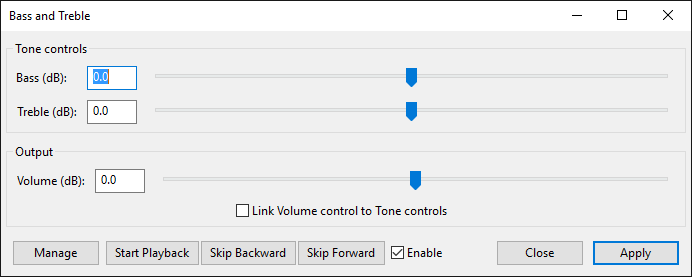 Bass and Treble
Tone controls
Bass (dB): 0.0
Treble (dB): 0.0
Output
Volume (dB): 0.0
Link Volume control to Tone controls
Manage Start Playback Skip Backward Skip Forward Enable Close Apply